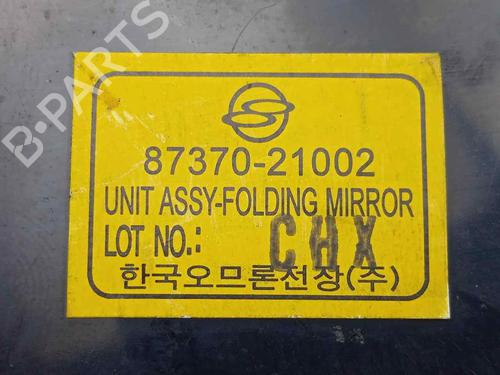 B-PARTS
87370-21002
UNIT ASSY-FOLDING MIRROR
LOT NO.: CHX
한국오므론전장(주)